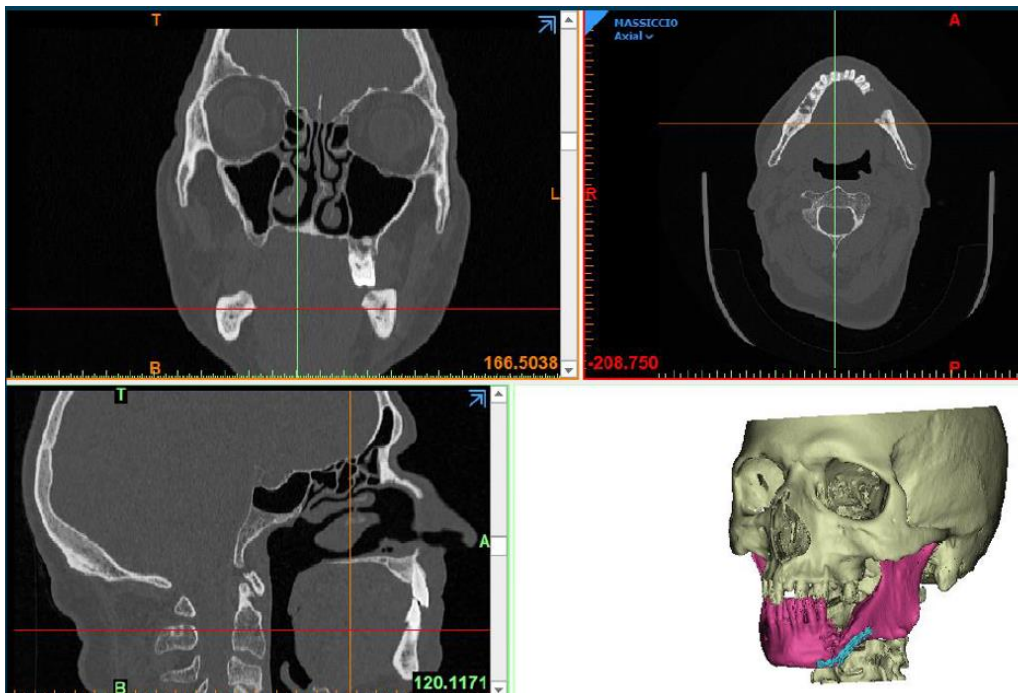 T
L
B
166.5038
MASSICCIO
Axial
A
R
-208.750
P
T
A
B
120.1171